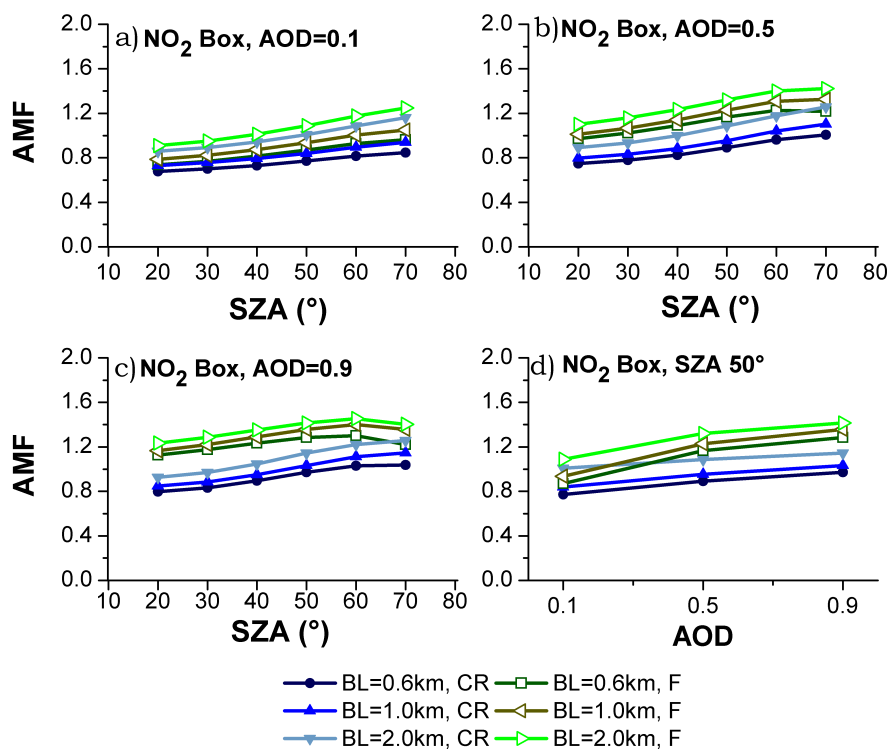 a) NO2 Box, AOD=0.1
AMF
2.0
1.6
1.2
0.8
0.4
0.0
10 20 30 40 50 60 70 80
SZA (°)
b) NO2 Box, AOD=0.5
2.0
1.6
1.2
0.8
0.4
0.0
10 20 30 40 50 60 70 80
SZA (°)
c) NO2 Box, AOD=0.9
AMF
2.0
1.6
1.2
0.8
0.4
0.0
10 20 30 40 50 60 70 80
SZA (°)
d) NO2 Box, SZA 50°
2.0
1.6
1.2
0.8
0.4
0.0
0.1 0.5 0.9
AOD
BL=0.6km, CR BL=0.6km, F
BL=1.0km, CR BL=1.0km, F
BL=2.0km, CR BL=2.0km, F